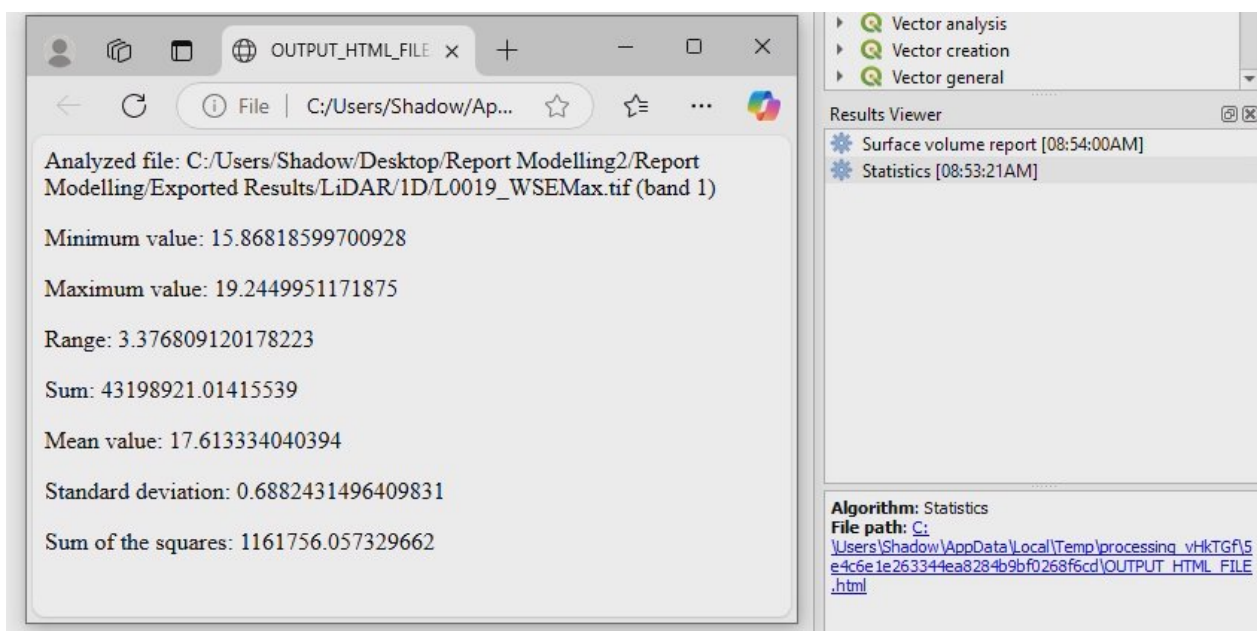 OUTPUT_HTML_FILE
File
C:/Users/Shadow/Ap...
Analyzed file: C:/Users/Shadow/Desktop/Report Modelling2/Report
Modelling/Exported Results/LiDAR/1D/L0019_WSEMax.tif (band 1)
Minimum value: 15.86818599700928
Maximum value: 19.2449951171875
Range: 3.376809120178223
Sum: 43198921.01415539
Mean value: 17.613334040394
Standard deviation: 0.6882431496409831
Sum of the squares: 1161756.057329662
Vector analysis
Vector creation
Vector general
Results Viewer
Surface volume report [08:54:00AM]
Statistics [08:53:21AM]
Algorithm: Statistics
File path: C:
\Users\Shadow\AppData\Local\Temp\processing_vHkTGf\5
e4c6e1e263344ea8284b9bf0268f6cd\OUTPUT_HTML_FILE
.html